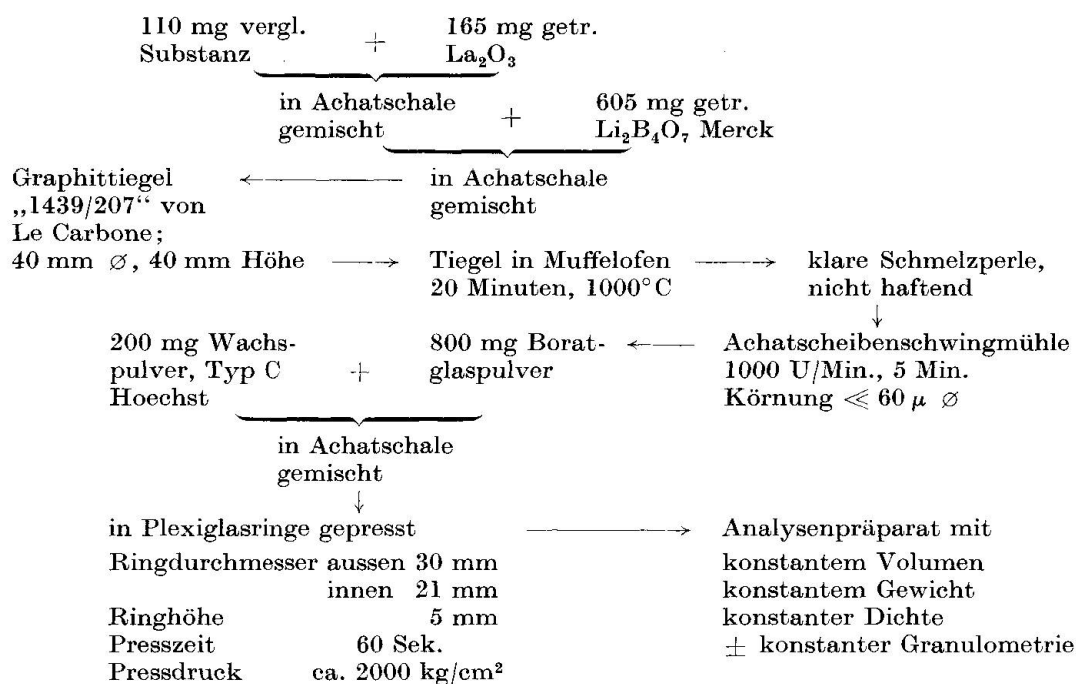 110 mg vergl. + 165 mg getr.
Substanz La₂O₃
in Achatschale + 605 mg getr.
gemischt Li₂B₄O₇ Merck
Graphittiegel ← in Achatschale
„1439/207“ von gemischt
Le Carbone;
40 mm ⌀, 40 mm Höhe → Tiegel in Muffelofen → klare Schmelzperle,
20 Minuten, 1000° C nicht haftend
↓
200 mg Wachs- 800 mg Borat- ← Achatscheibenschwingmühle
pulver, Typ C + glaspulver 1000 U/Min., 5 Min.
Hoechst Körnung ≪ 60 μ ⌀
in Achatschale
gemischt
↓
in Plexiglasringe gepresst → Analysenpräparat mit
Ringdurchmesser aussen 30 mm konstantem Volumen
innen 21 mm konstantem Gewicht
Ringhöhe 5 mm konstanter Dichte
Presszeit 60 Sek. ± konstanter Granulometrie
Pressdruck ca. 2000 kg/cm²